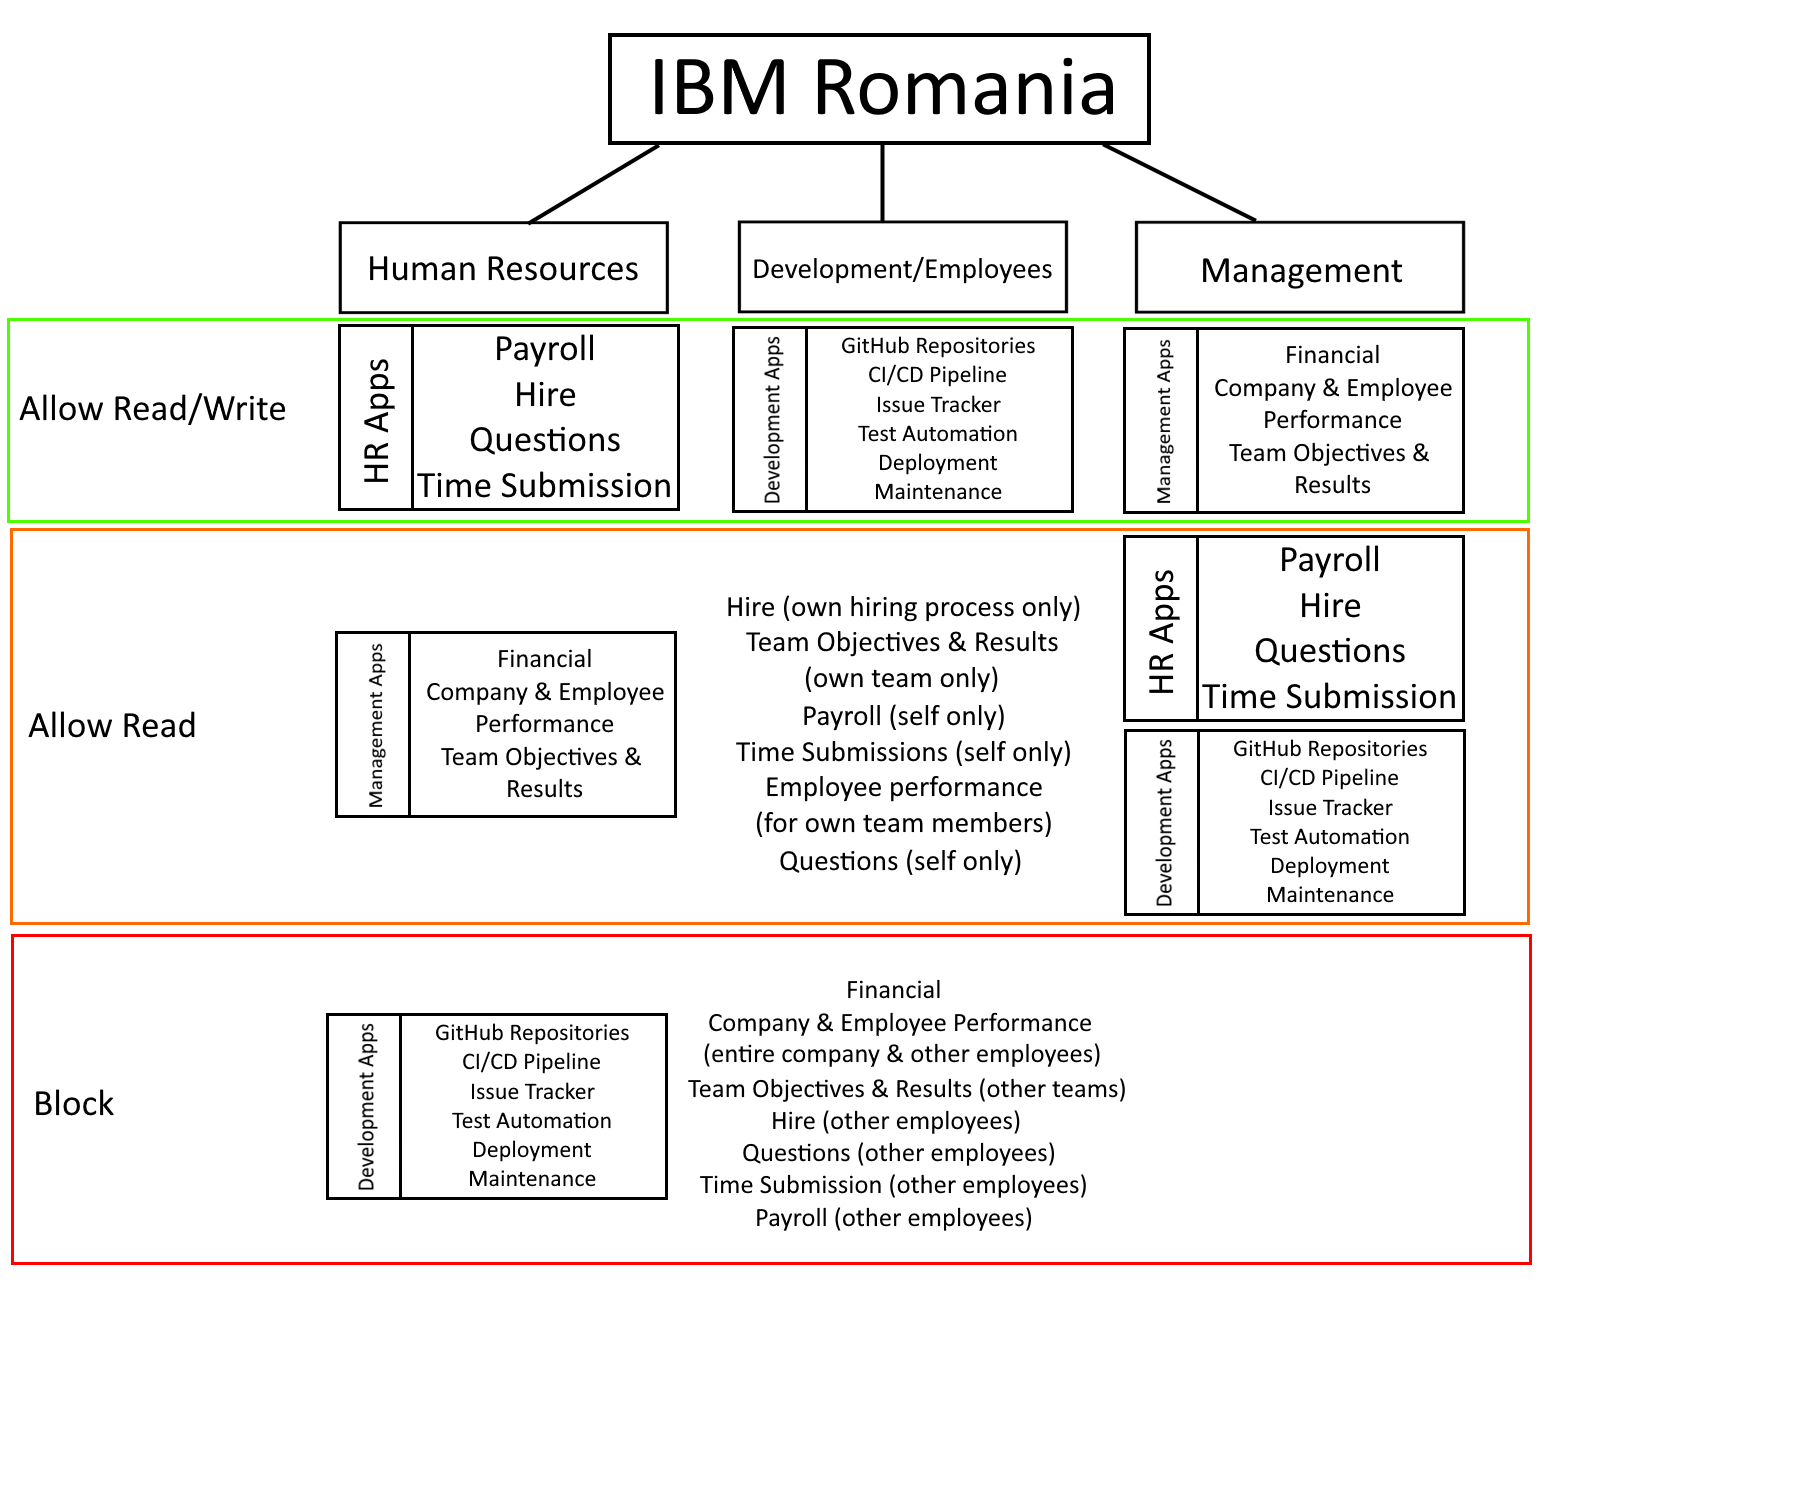 IBM Romania
Human Resources
Development/Employees
Management
Allow Read/Write
HR Apps
Payroll
Hire
Questions
Time Submission
Development Apps
GitHub Repositories
CI/CD Pipeline
Issue Tracker
Test Automation
Deployment
Maintenance
Management Apps
Financial
Company & Employee
Performance
Team Objectives &
Results
Allow Read
Management Apps
Financial
Company & Employee
Performance
Team Objectives &
Results
Hire (own hiring process only)
Team Objectives & Results
(own team only)
Payroll (self only)
Time Submissions (self only)
Employee performance
(for own team members)
Questions (self only)
HR Apps
Payroll
Hire
Questions
Time Submission
Development Apps
GitHub Repositories
CI/CD Pipeline
Issue Tracker
Test Automation
Deployment
Maintenance
Block
Development Apps
GitHub Repositories
CI/CD Pipeline
Issue Tracker
Test Automation
Deployment
Maintenance
Financial
Company & Employee Performance
(entire company & other employees)
Team Objectives & Results (other teams)
Hire (other employees)
Questions (other employees)
Time Submission (other employees)
Payroll (other employees)